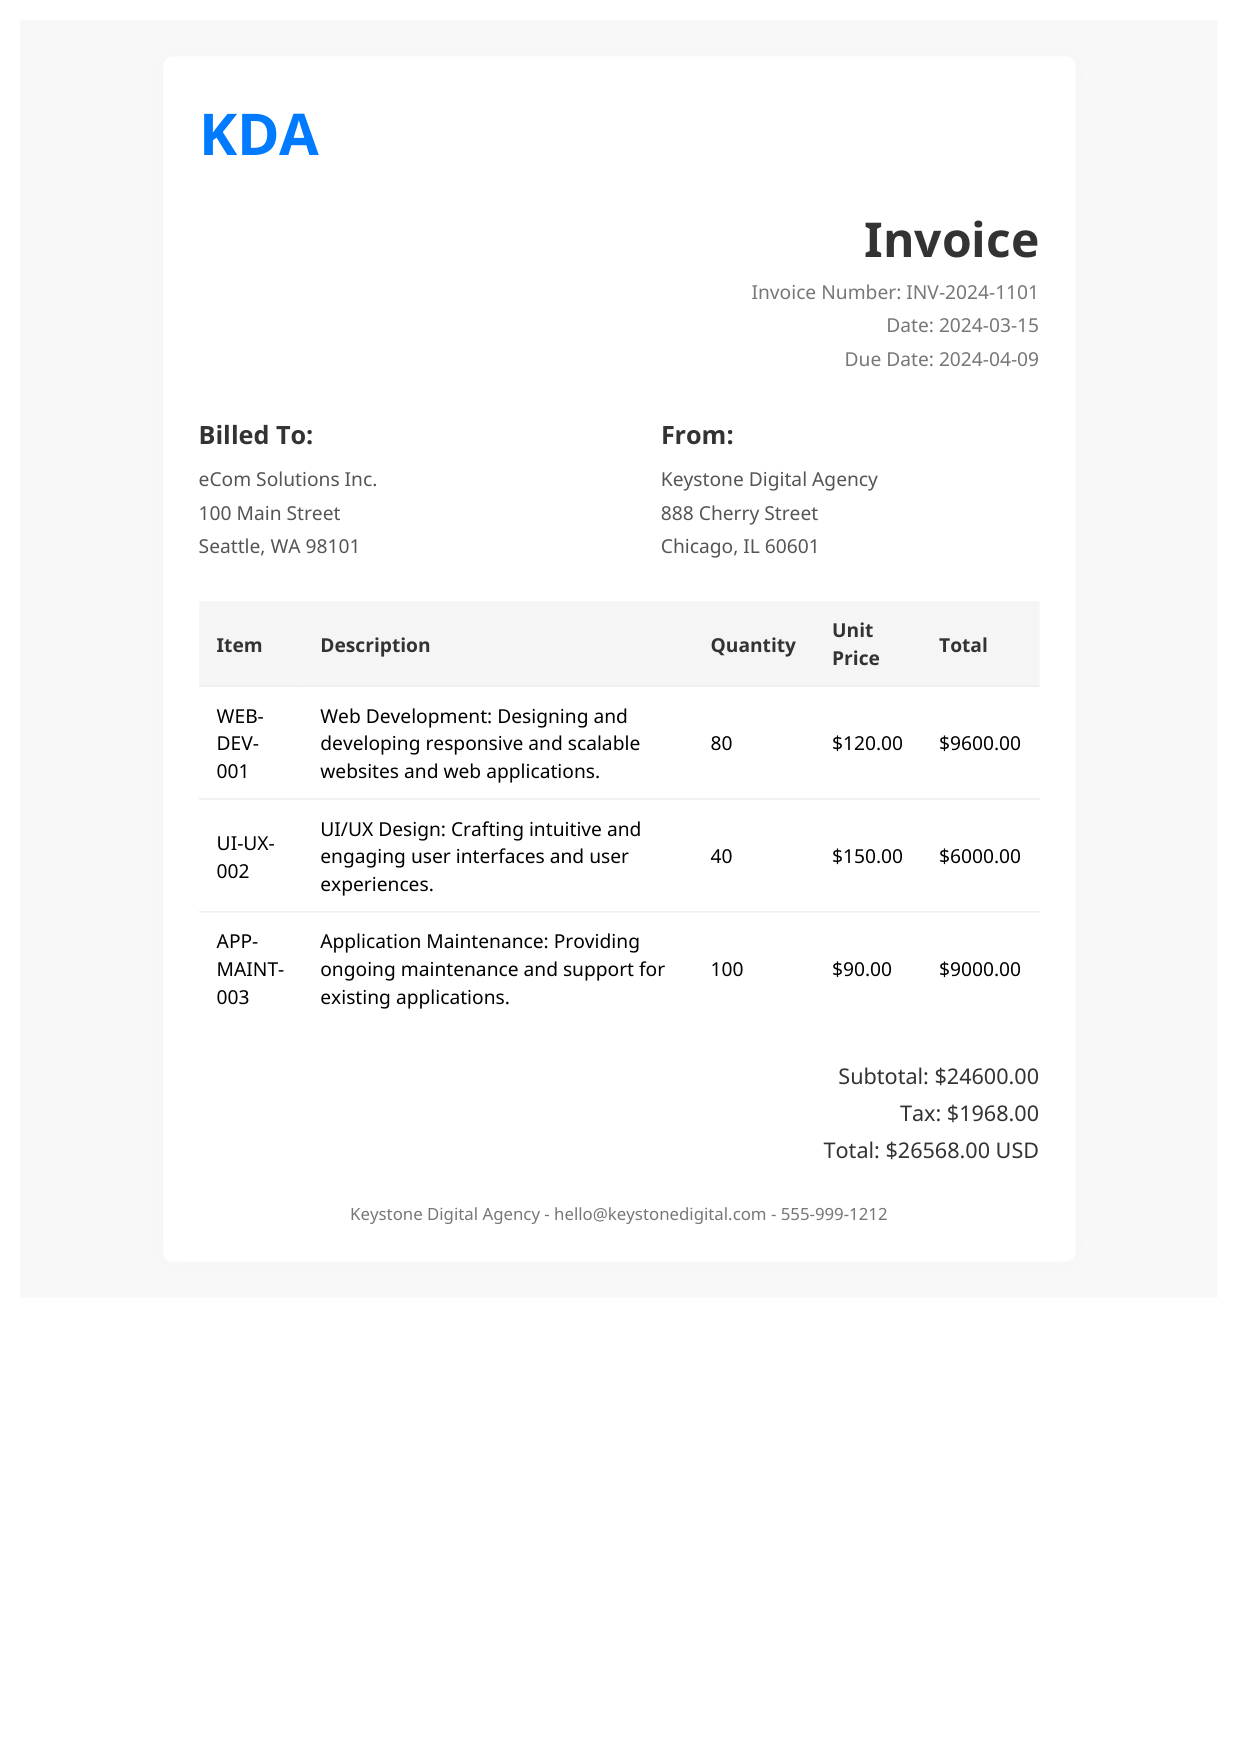 KDA
Invoice
Invoice Number: INV-2024-1101
Date: 2024-03-15
Due Date: 2024-04-09
Billed To:
eCom Solutions Inc.
100 Main Street
Seattle, WA 98101
From:
Keystone Digital Agency
888 Cherry Street
Chicago, IL 60601
Item Description Quantity Unit Price Total
WEB-
DEV-
001
Web Development: Designing and
developing responsive and scalable
websites and web applications.
80 $120.00 $9600.00
UI-UX-
002
UI/UX Design: Crafting intuitive and
engaging user interfaces and user
experiences.
40 $150.00 $6000.00
APP-
MAINT-
003
Application Maintenance: Providing
ongoing maintenance and support for
existing applications.
100 $90.00 $9000.00
Subtotal: $24600.00
Tax: $1968.00
Total: $26568.00 USD
Keystone Digital Agency - hello@keystonedigital.com - 555-999-1212